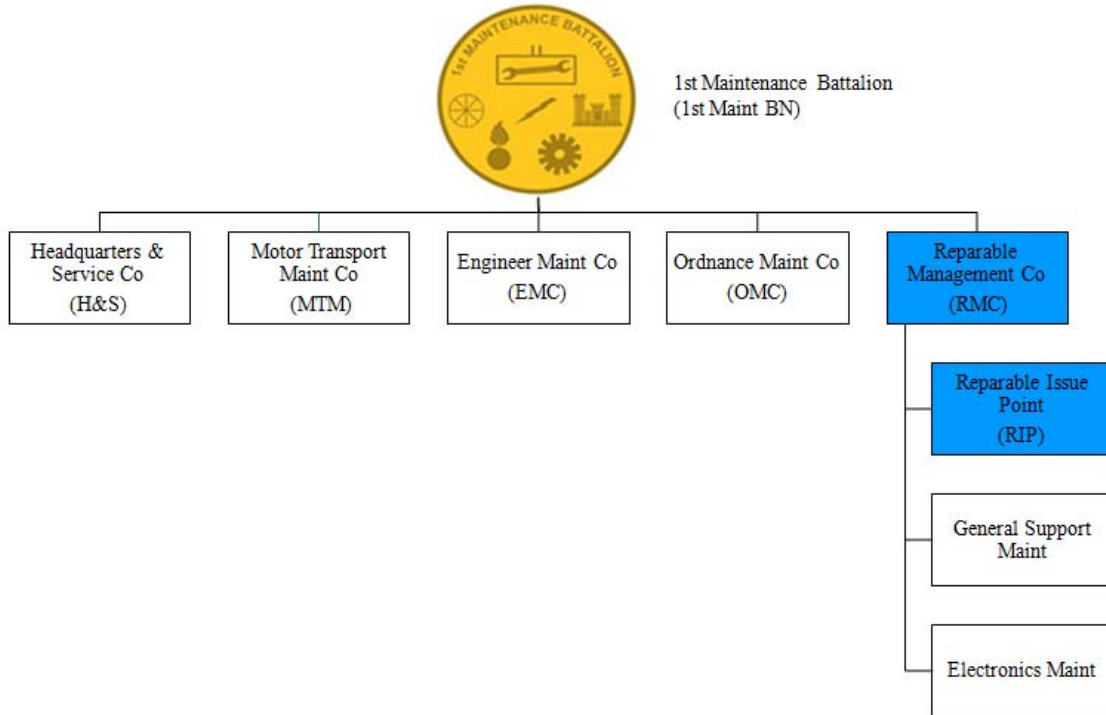 1st MAINTENANCE BATTALION
1st Maintenance Battalion
(1st Maint BN)
Headquarters &
Service Co
(H&S)
Motor Transport
Maint Co
(MTM)
Engineer Maint Co
(EMC)
Ordnance Maint Co
(OMC)
Reparable
Management Co
(RMC)
Reparable Issue
Point
(RIP)
General Support
Maint
Electronics Maint